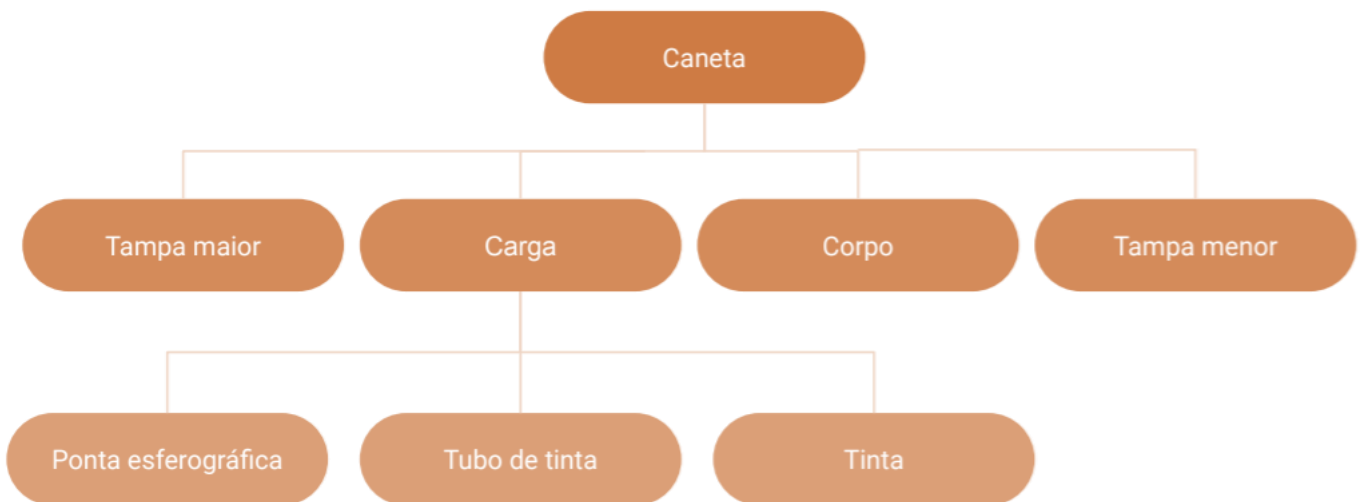 Caneta
Tampa maior
Carga
Corpo
Tampa menor
Ponta esferográfica
Tubo de tinta
Tinta